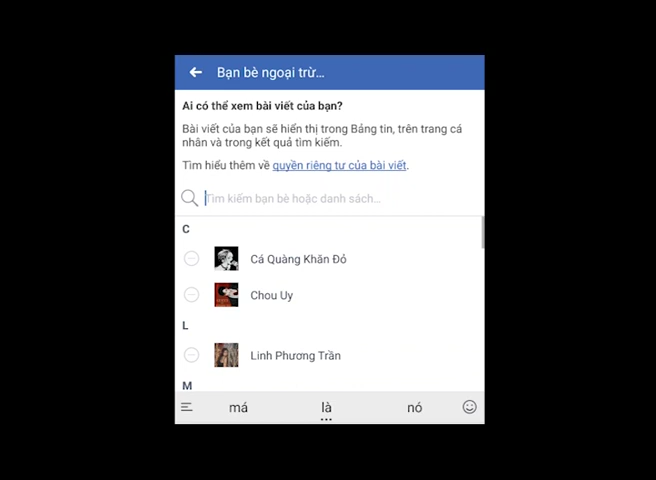 Bạn bè ngoại trừ...
Ai có thể xem bài viết của bạn?
Bài viết của bạn sẽ hiển thị trong Bảng tin, trên trang cá
nhân và trong kết quả tìm kiếm.
Tìm hiểu thêm về quyền riêng tư của bài viết.
Tìm kiếm bạn bè hoặc danh sách...
C
Cá Quàng Khăn Đỏ
Chou Uy
L
Linh Phương Trần
M
má là nó